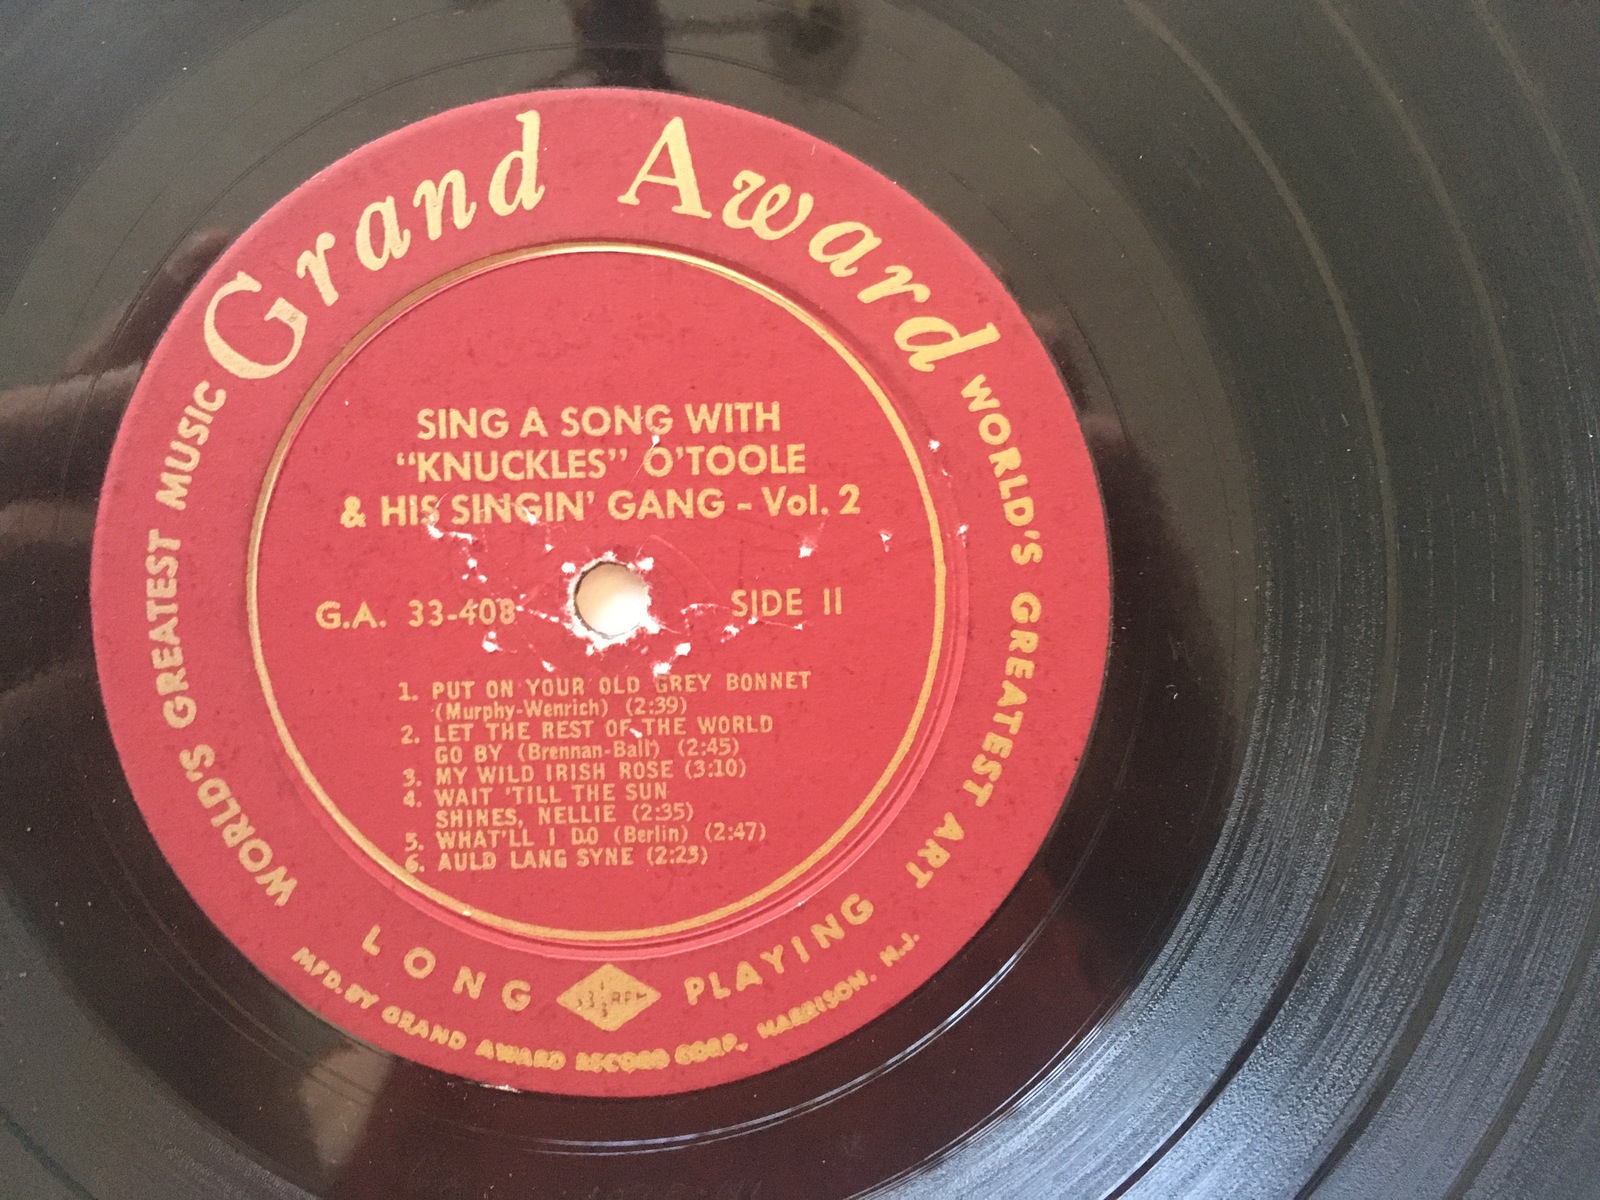 Grand Award
WORLD'S GREATEST MUSIC
WORLD'S GREATEST ART
SING A SONG WITH
“KNUCKLES” O'TOOLE
& HIS SINGIN' GANG - Vol. 2
G.A. 33-408
SIDE II
1. PUT ON YOUR OLD GREY BONNET
(Murphy-Wenrich) (2:39)
2. LET THE REST OF THE WORLD
GO BY (Brennan-Ball) (2:45)
3. MY WILD IRISH ROSE (3:10)
4. WAIT 'TILL THE SUN
SHINES, NELLIE (2:35)
5. WHAT'LL I DO (Berlin) (2:47)
6. AULD LANG SYNE (2:23)
LONG 33 1/3 RPM PLAYING
MFD. BY GRAND AWARD RECORD CORP., HARRISON, N.J.